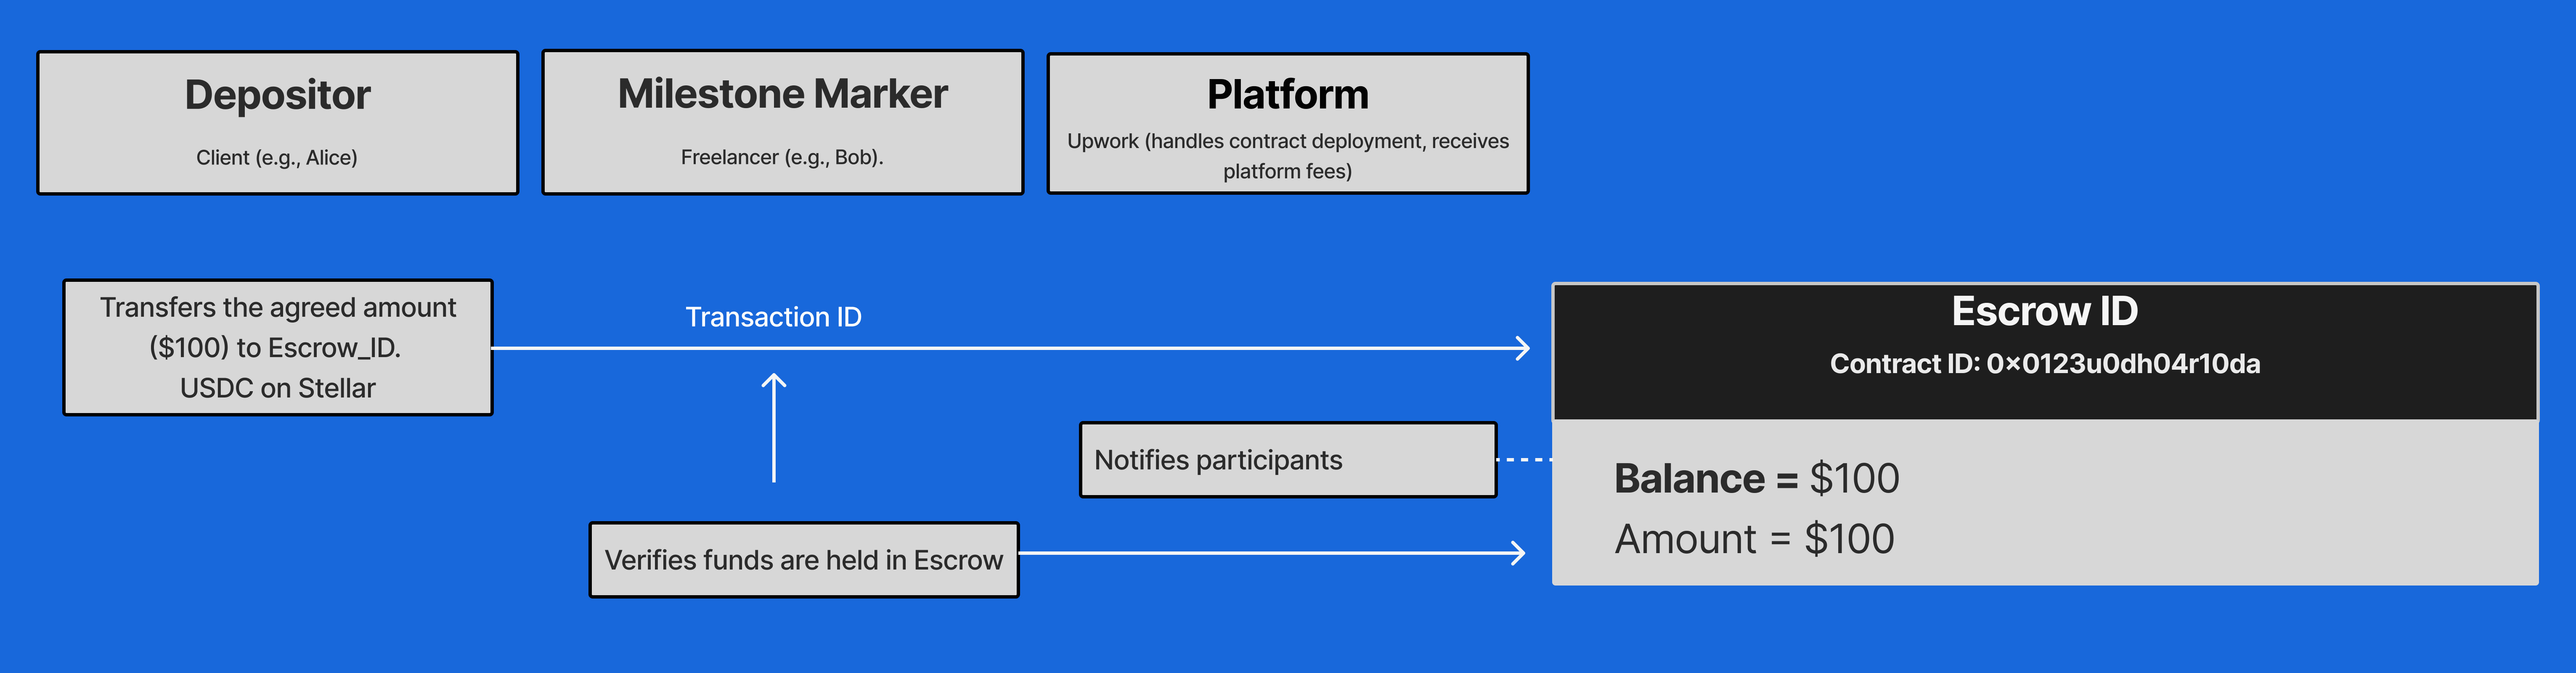 Depositor
Client (e.g., Alice)
Milestone Marker
Freelancer (e.g., Bob).
Platform
Upwork (handles contract deployment, receives
platform fees)
Transfers the agreed amount
($100) to Escrow_ID.
USDC on Stellar
Transaction ID
Escrow ID
Contract ID: 0×0123u0dh04r10da
Notifies participants
Balance = $100
Amount = $100
Verifies funds are held in Escrow